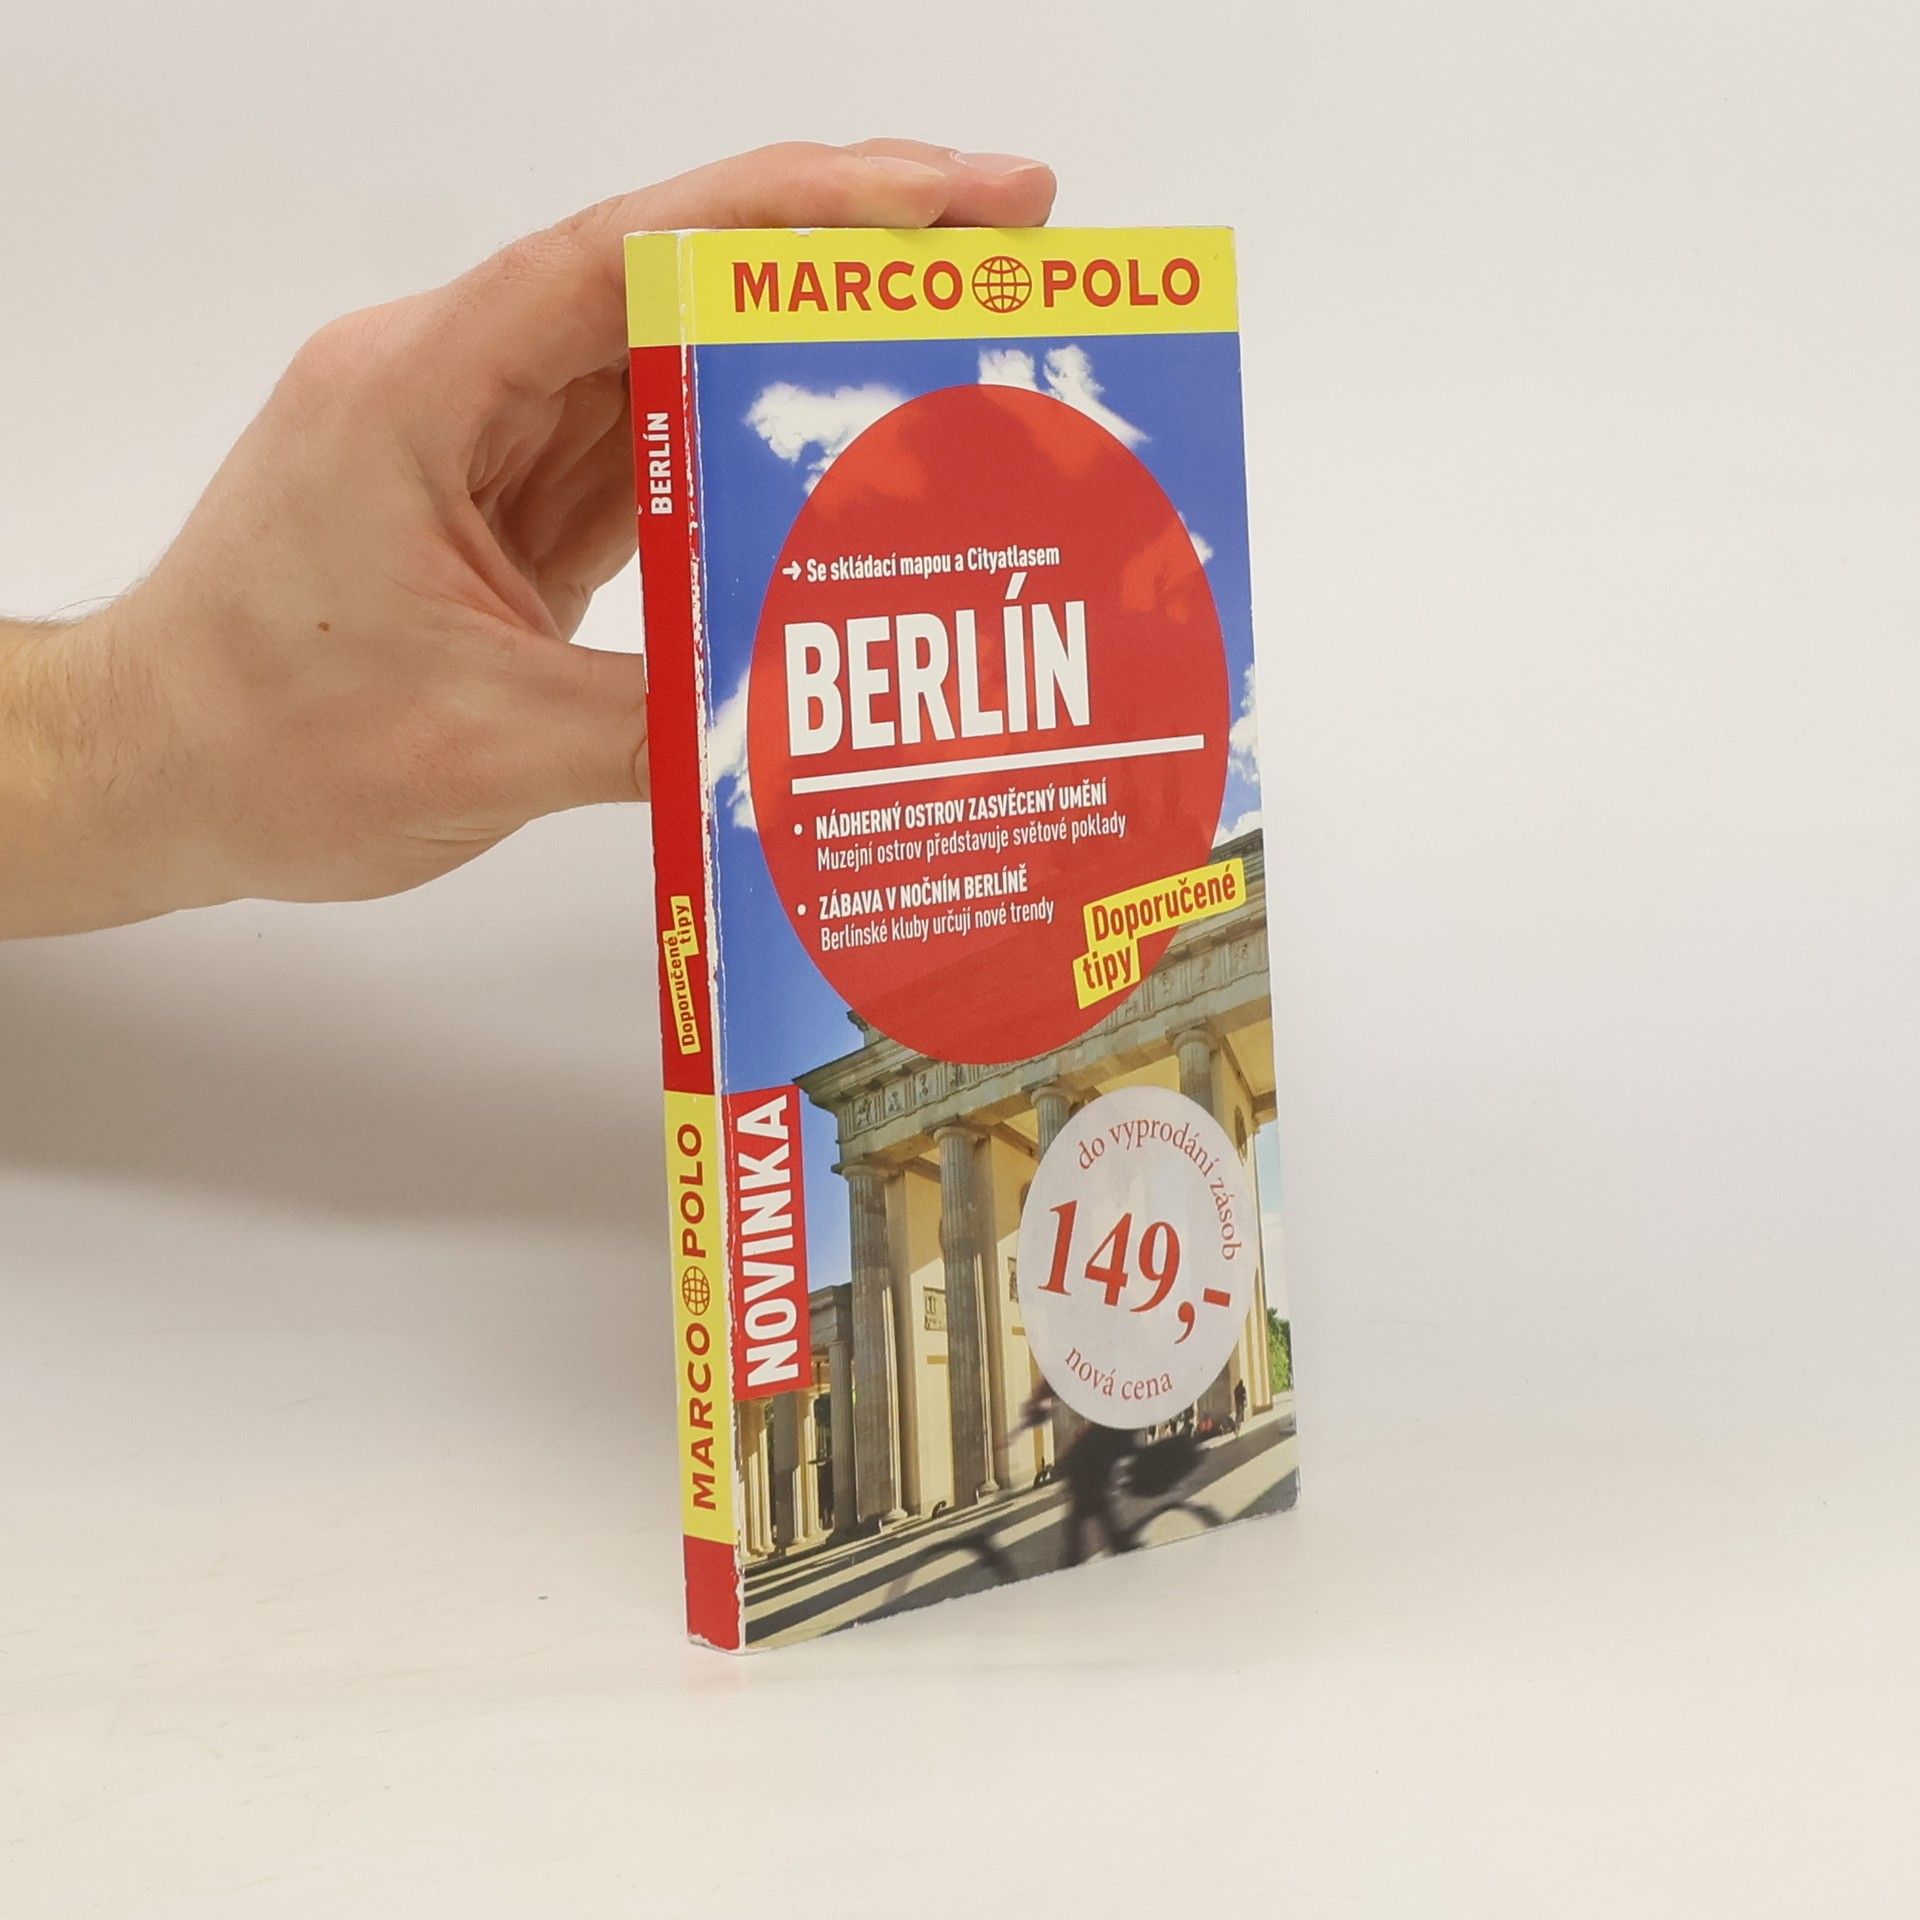 MARCO POLO
→ Se skládací mapou a Cityatlasem
BERLÍN
• NÁDHERNÝ OSTROV ZASVĚCENÝ UMĚNÍ
Muzejní ostrov představuje světové poklady
• ZÁBAVA V NOČNÍM BERLÍNĚ
Berlínské kluby určují nové trendy
Doporučené
tipy
NOVINKA
do vyprodání zásob
149,-
nová cena
BERLÍN
Doporučené
tipy
MARCO POLO